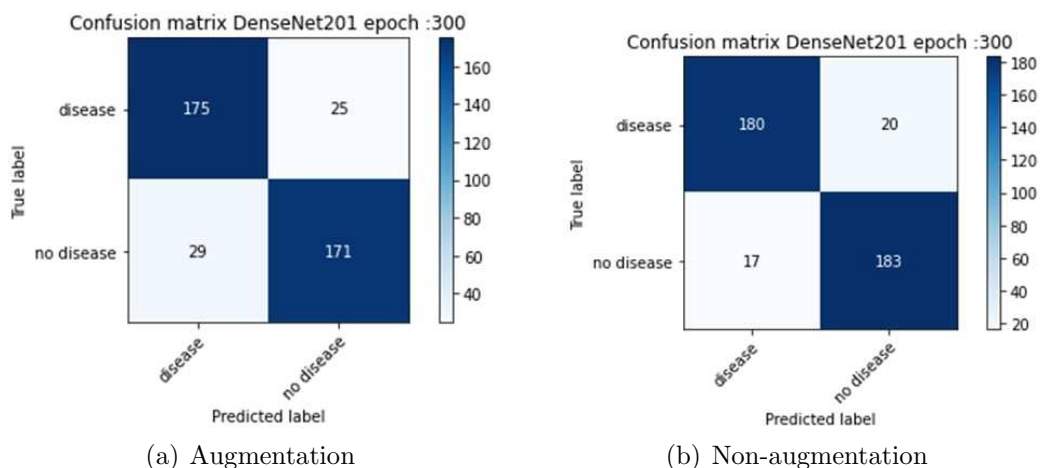 Confusion matrix DenseNet201 epoch :300
disease
no disease
True label
175
25
29
171
disease
no disease
Predicted label
160
140
120
100
80
60
40
(a) Augmentation
Confusion matrix DenseNet201 epoch :300
disease
no disease
True label
180
20
17
183
disease
no disease
Predicted label
180
160
140
120
100
80
60
40
20
(b) Non-augmentation